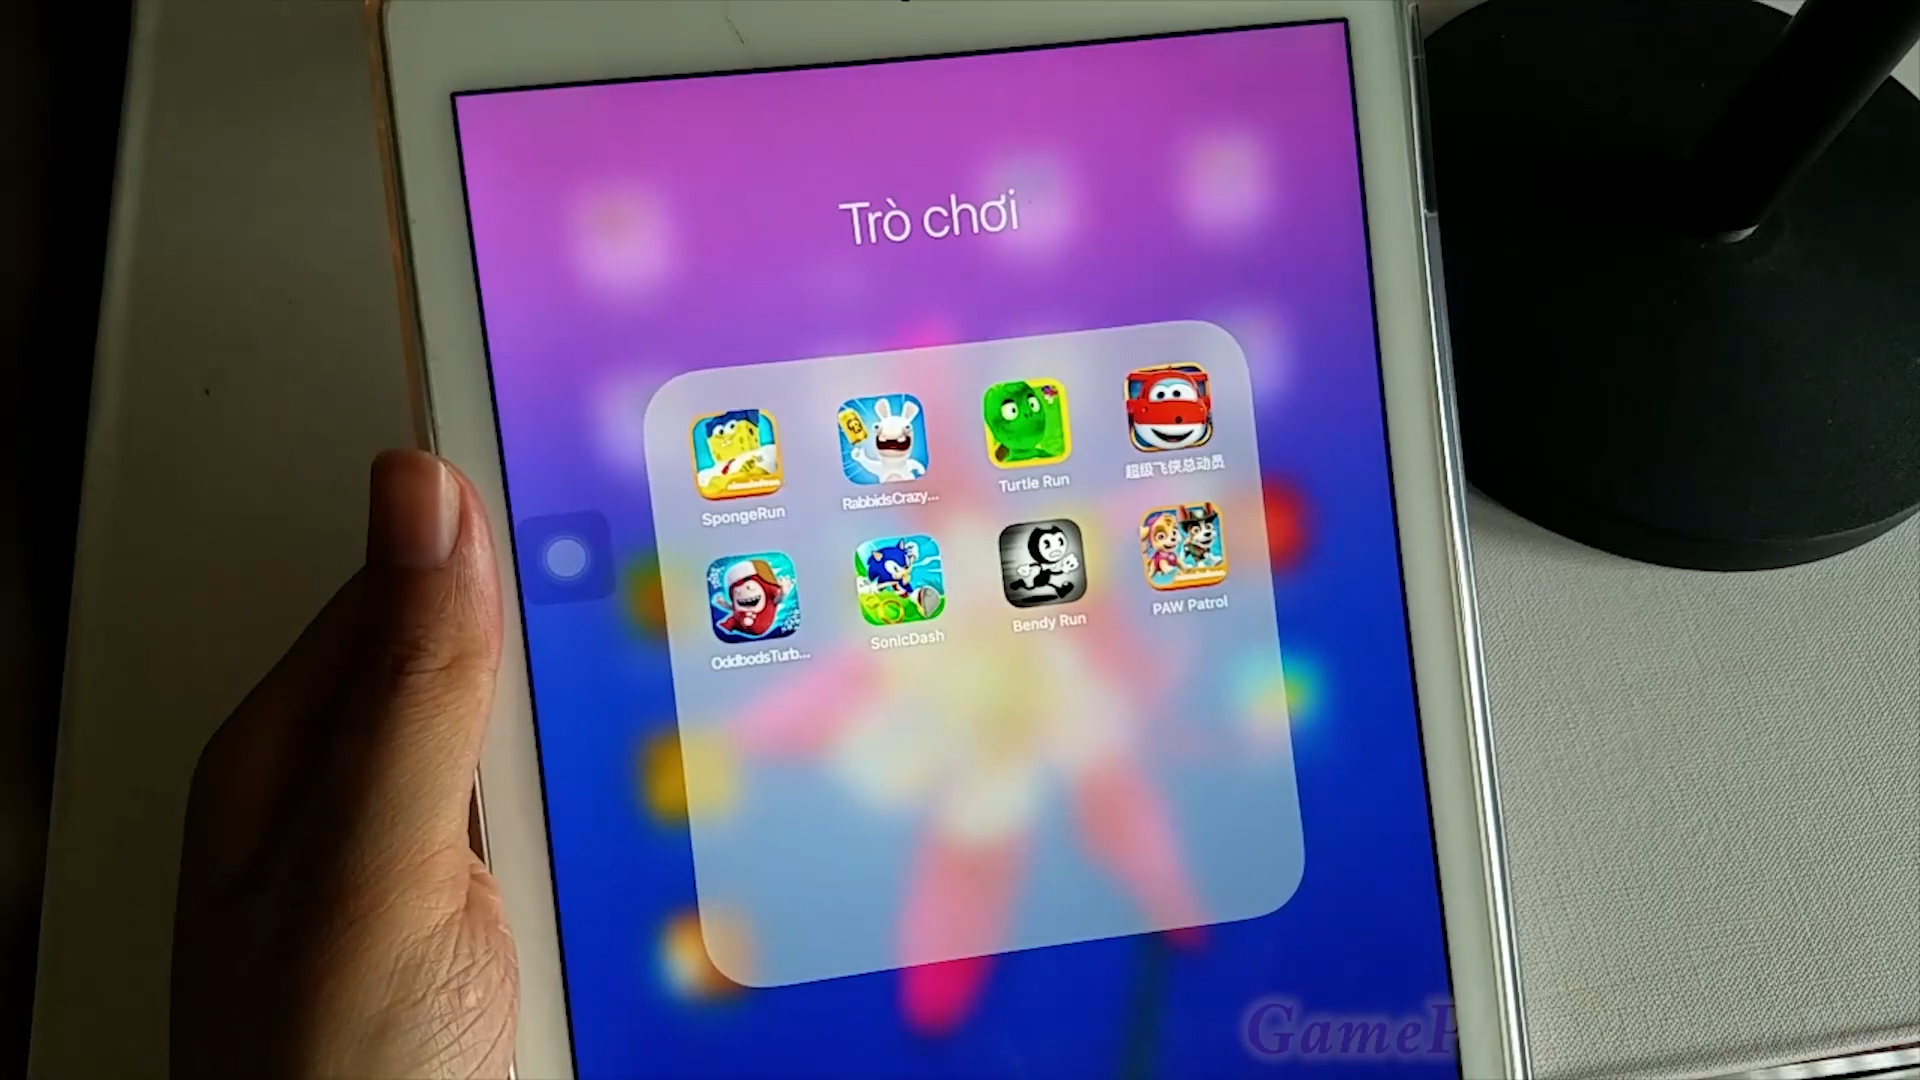 Trò chơi
SpongeRun
RabbidsCrazy...
Turtle Run
超级飞侠总动员
OddbodsTurb...
SonicDash
Bendy Run
PAW Patrol
GameP